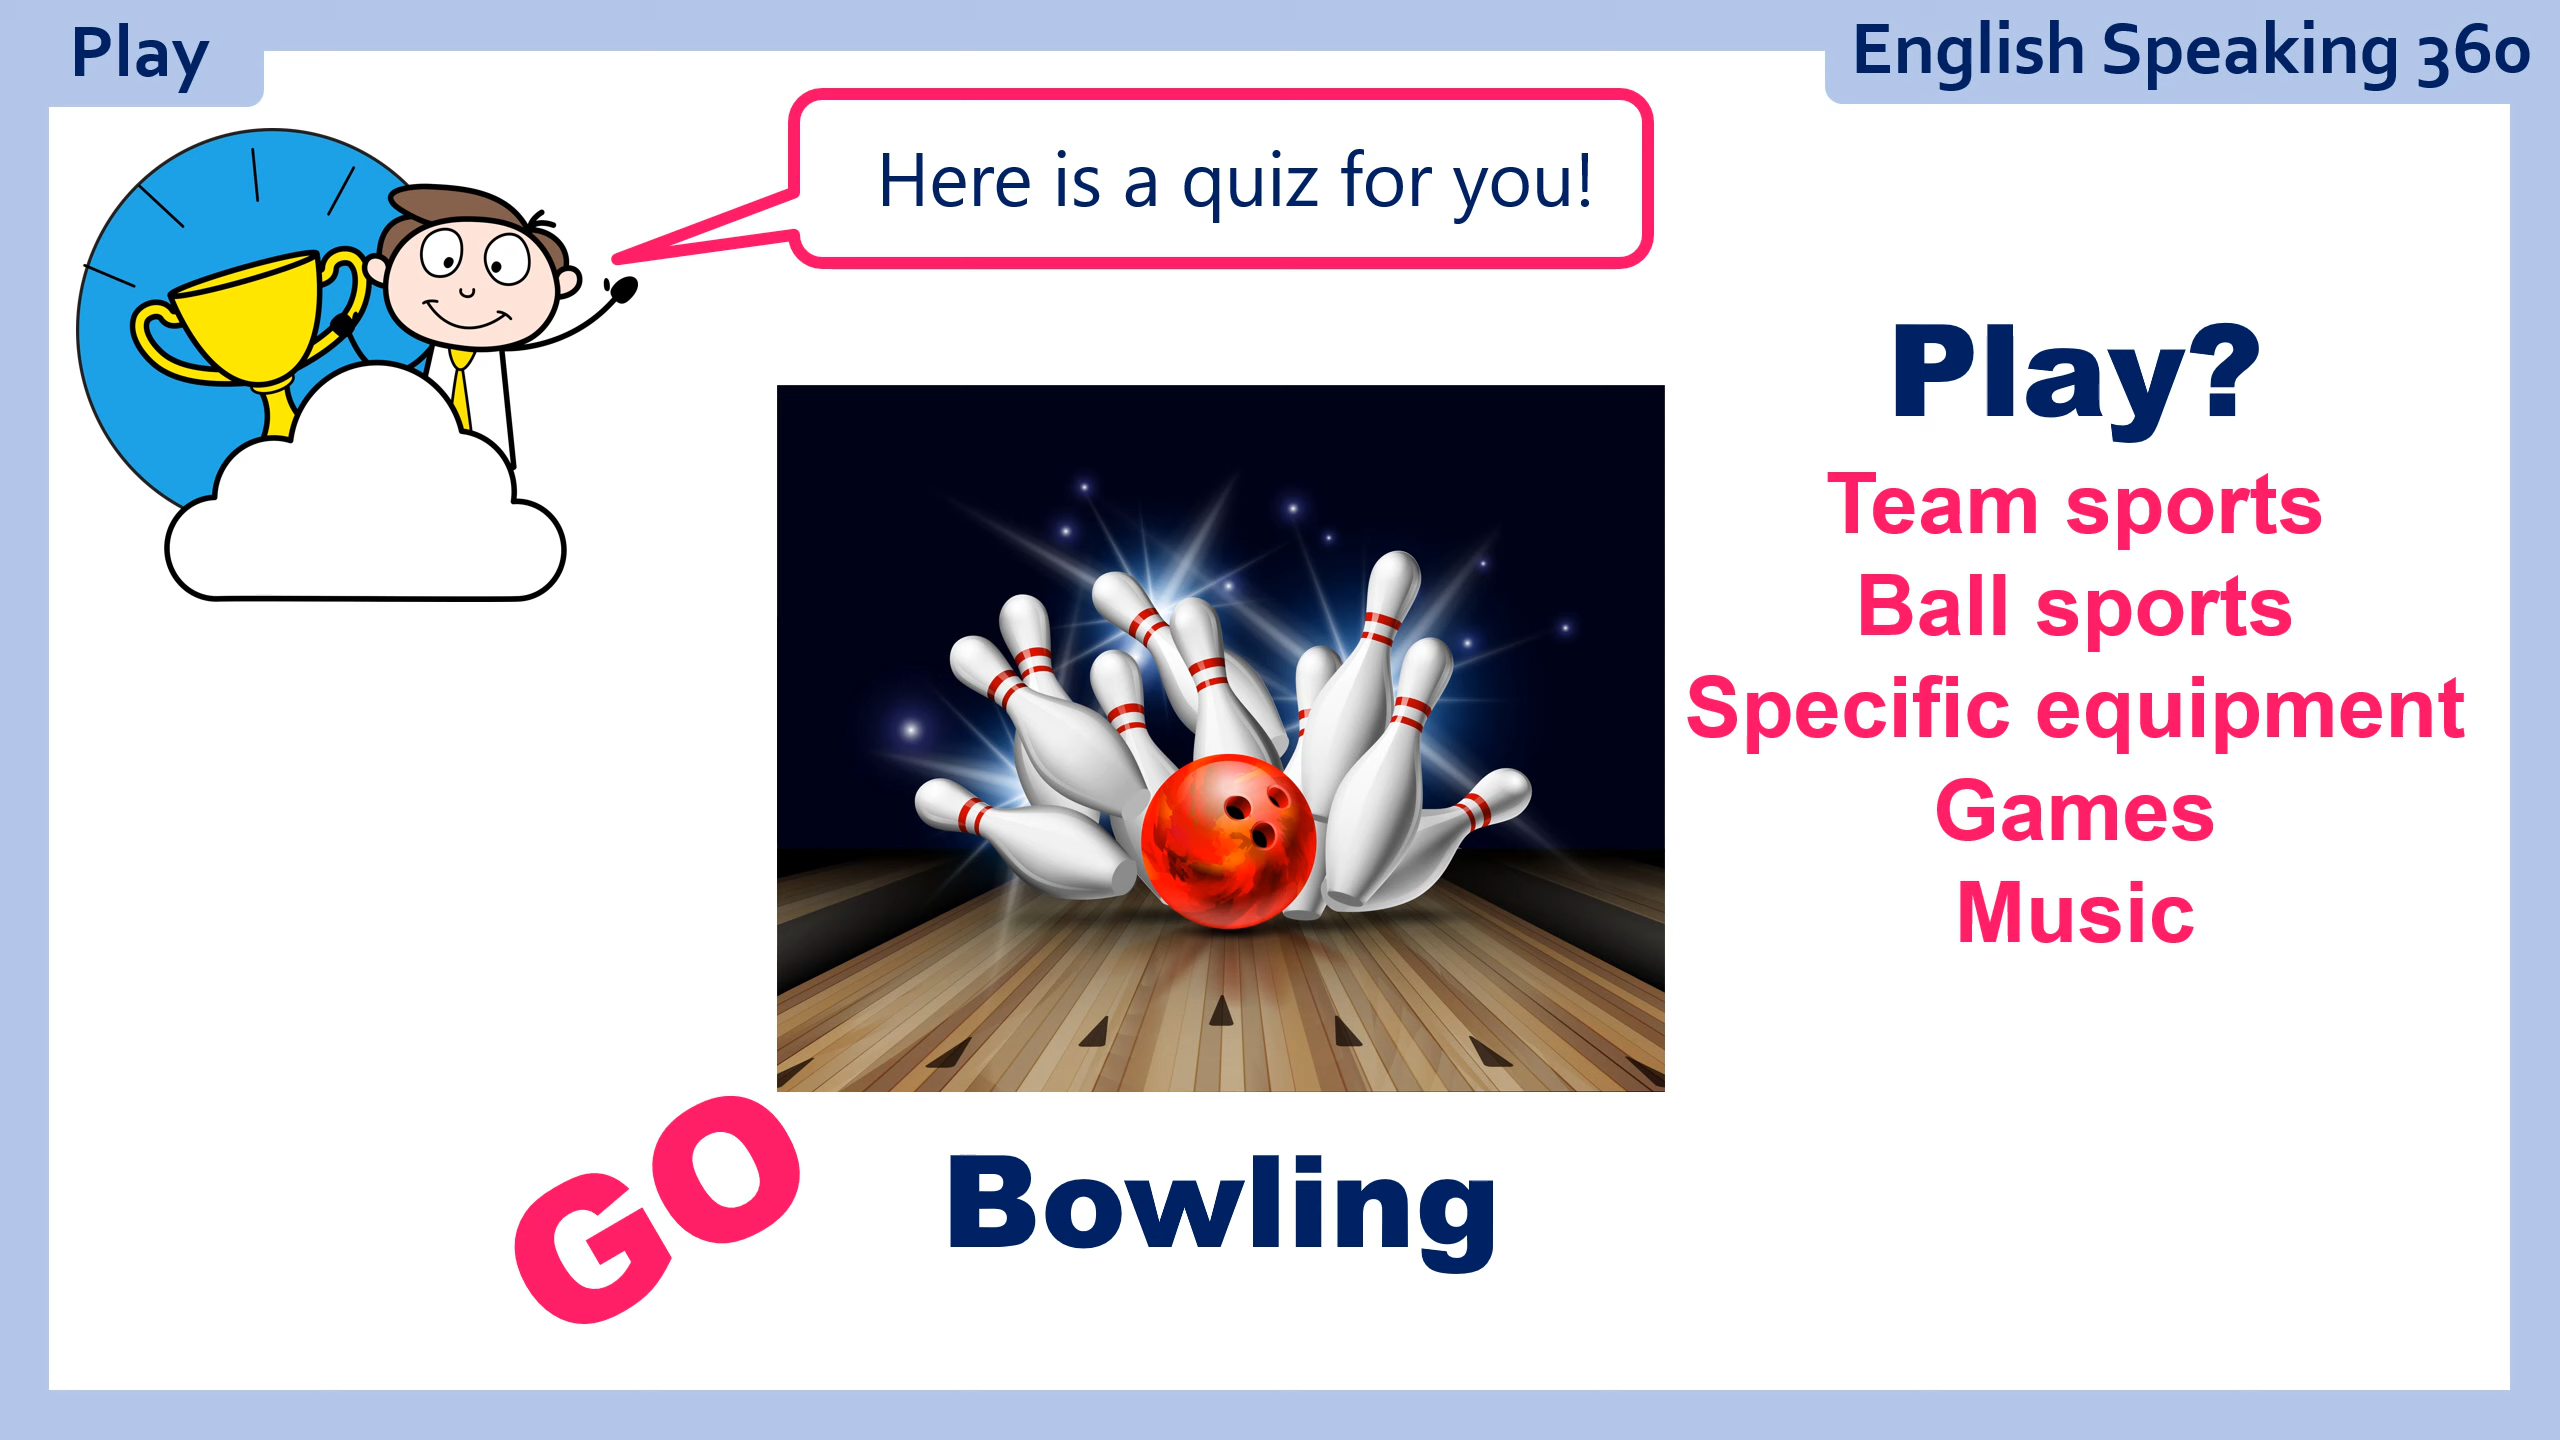 Play
English Speaking 360
Here is a quiz for you!
Play?
Team sports
Ball sports
Specific equipment
Games
Music
GO
Bowling